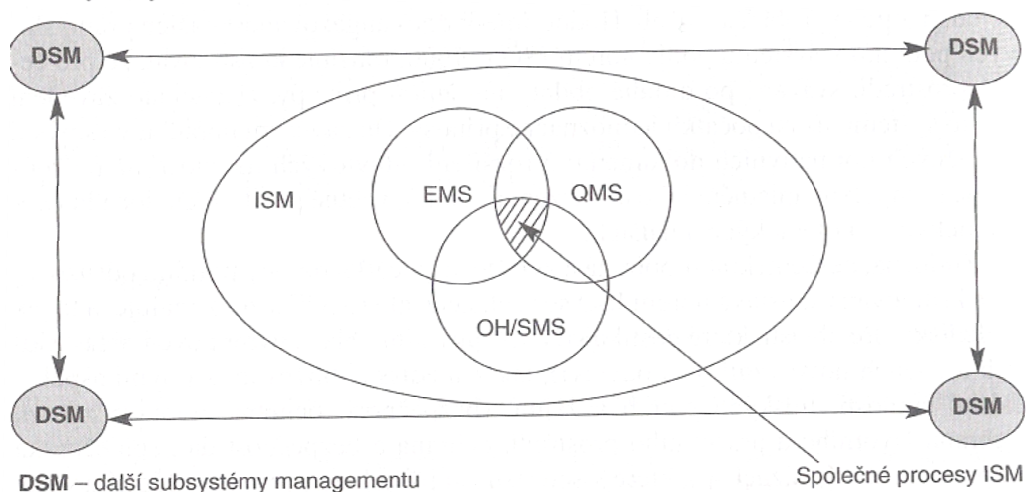 DSM
DSM
ISM
EMS
QMS
OH/SMS
DSM
DSM
DSM – další subsystémy managementu
Společné procesy ISM